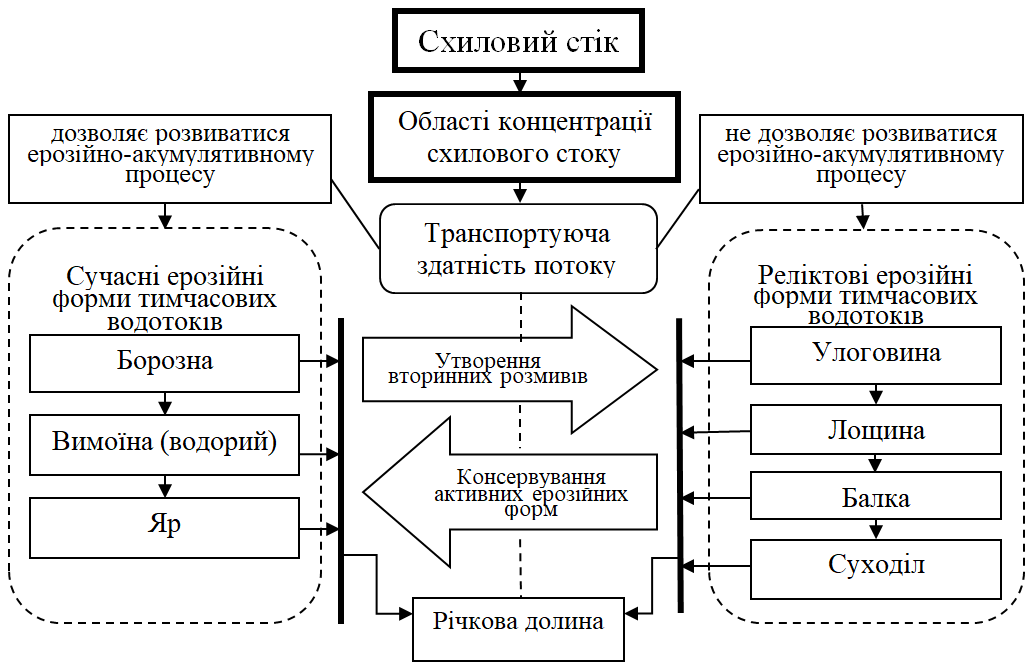 Схиловий стік
Області концентрації
схилового стоку
дозволяє розвиватися
ерозійно-акумулятивному
процесу
не дозволяє розвиватися
ерозійно-акумулятивному
процесу
Транспортуюча
здатність потоку
Сучасні ерозійні
форми тимчасових
водотоків
Борозна
Вимоїна (водорий)
Яр
Утворення
вторинних розмивів
Консервування
активних ерозійних
форм
Реліктові ерозійні
форми тимчасових
водотоків
Улоговина
Лощина
Балка
Суходіл
Річкова долина